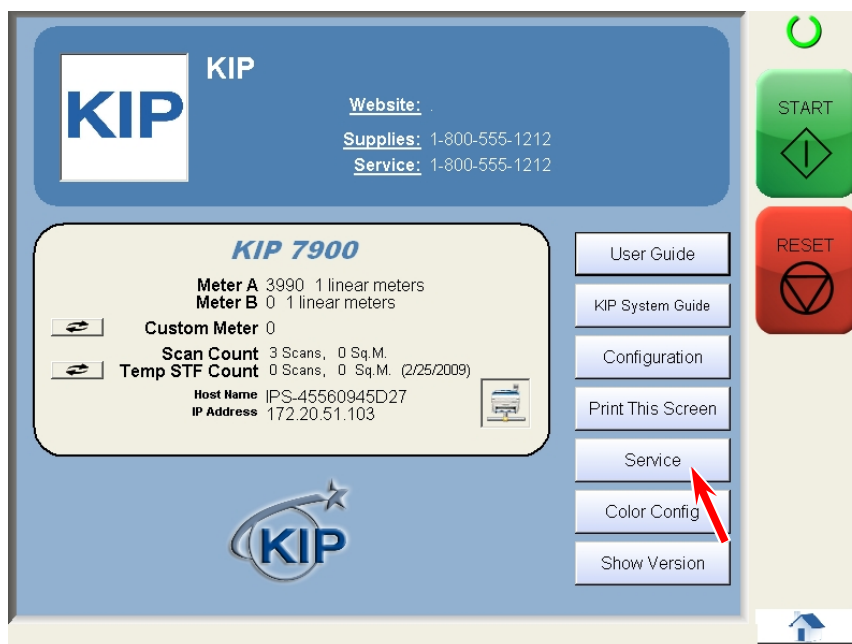 KIP
KIP
Website: .
Supplies: 1-800-555-1212
Service: 1-800-555-1212
START
RESET
KIP 7900
Meter A 3990 1 linear meters
Meter B 0 1 linear meters
Custom Meter 0
Scan Count 3 Scans, 0 Sq.M.
Temp STF Count 0 Scans, 0 Sq.M. (2/25/2009)
Host Name IPS-45560945D27
IP Address 172.20.51.103
User Guide
KIP System Guide
Configuration
Print This Screen
Service
Color Config
Show Version
KIP